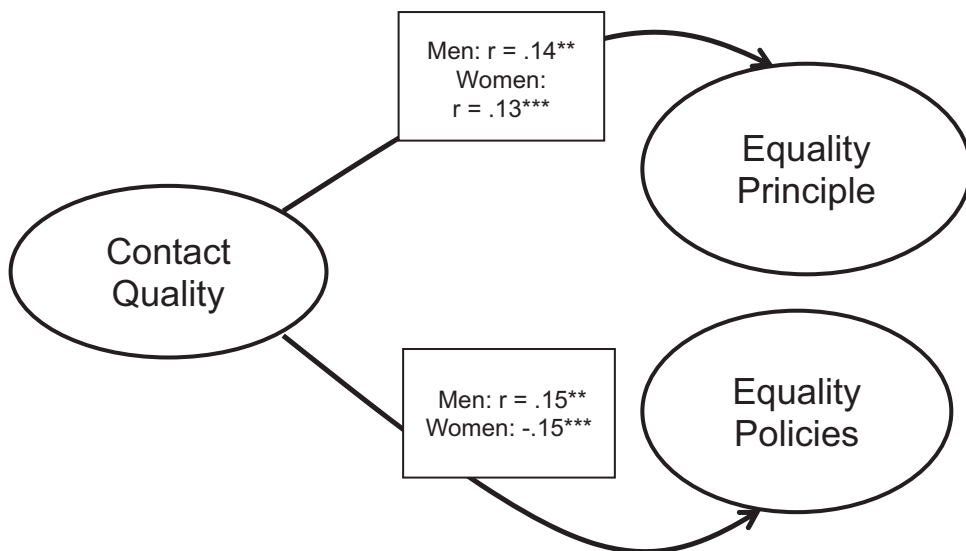 Men: r = .14**
Women:
r = .13***
Equality
Principle
Contact
Quality
Men: r = .15**
Women: -.15***
Equality
Policies